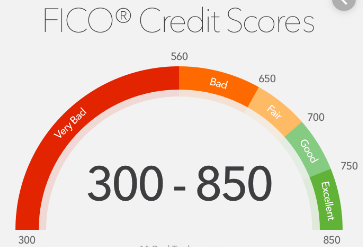 FICO® Credit Scores
560
Bad
650
Fair
700
Very Bad
Good
750
300 - 850
Excellent
300
850